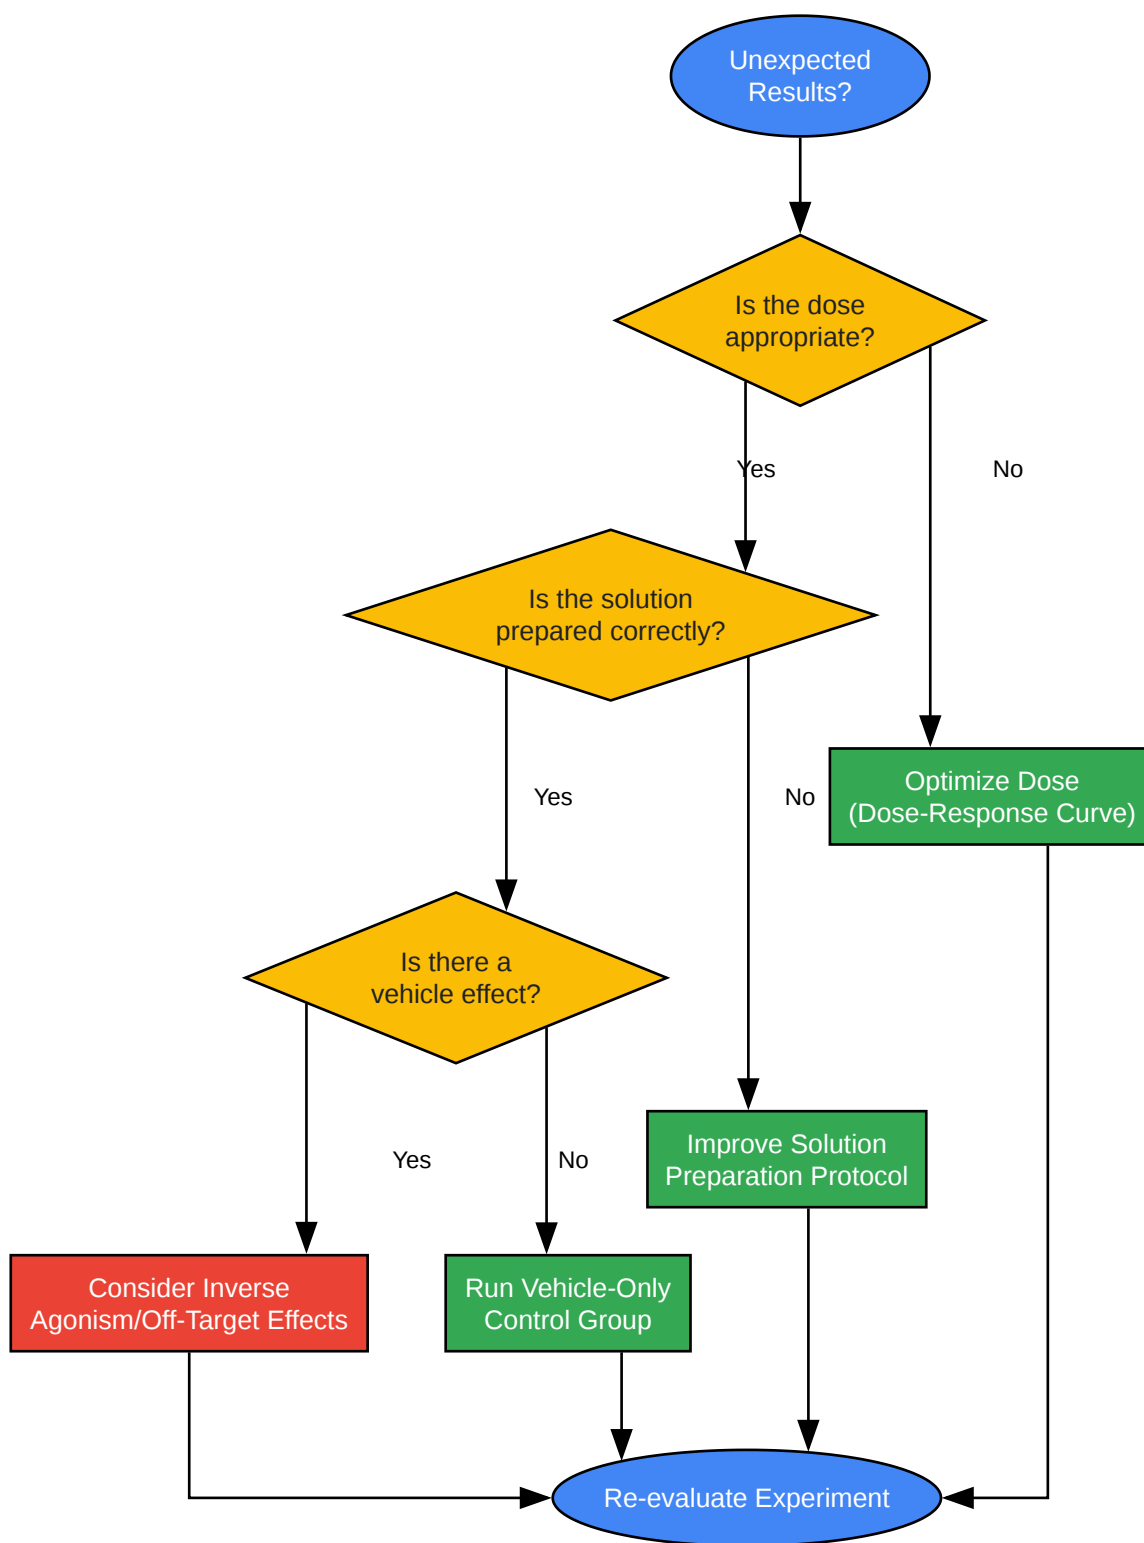 Unexpected
Results?
Is the dose
appropriate?
Yes
No
Is the solution
prepared correctly?
Yes
No
Optimize Dose
(Dose-Response Curve)
Is there a
vehicle effect?
Yes
No
Improve Solution
Preparation Protocol
Consider Inverse
Agonism/Off-Target Effects
Run Vehicle-Only
Control Group
Re-evaluate Experiment